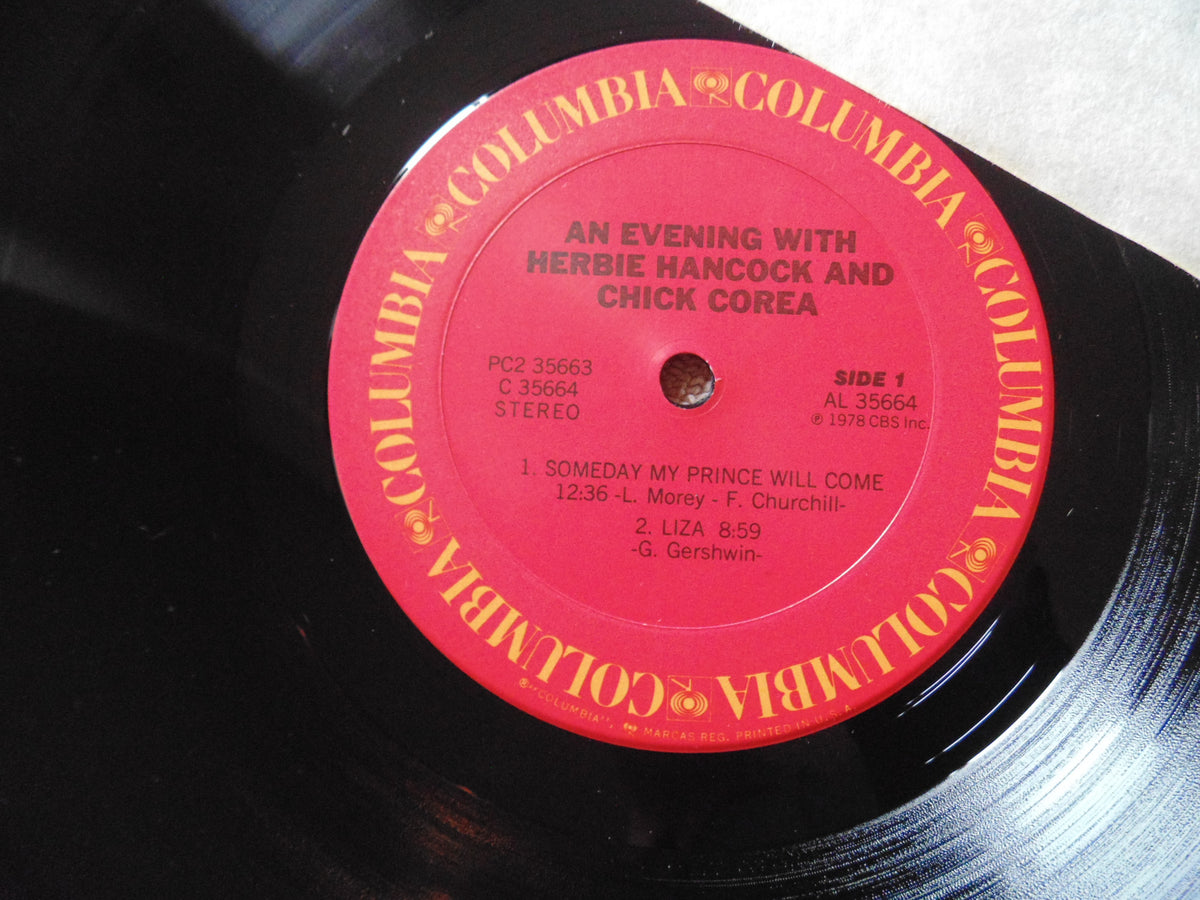 COLUMBIA COLUMBIA COLUMBIA COLUMBIA COLUMBIA COLUMBIA COLUMBIA COLUMBIA
AN EVENING WITH
HERBIE HANCOCK AND
CHICK COREA
PC2 35663
C 35664
STEREO
SIDE 1
AL 35664
℗ 1978 CBS Inc.
1. SOMEDAY MY PRINCE WILL COME
12:36 -L. Morey - F. Churchill-
2. LIZA 8:59
-G. Gershwin-
®"COLUMBIA", MARCAS REG. PRINTED IN U.S.A.